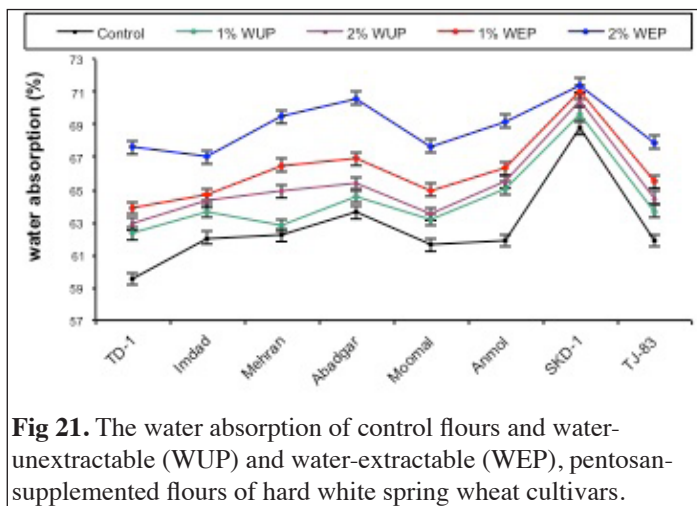 Control 1% WUP 2% WUP 1% WEP 2% WEP
73
71
69
67
65
63
61
59
57
water absorption (%)
TD-1 Imdad Mehran Abadgar Moomal Anmol SKD-1 TJ-83
Fig 21. The water absorption of control flours and water-
unextractable (WUP) and water-extractable (WEP), pentosan-
supplemented flours of hard white spring wheat cultivars.